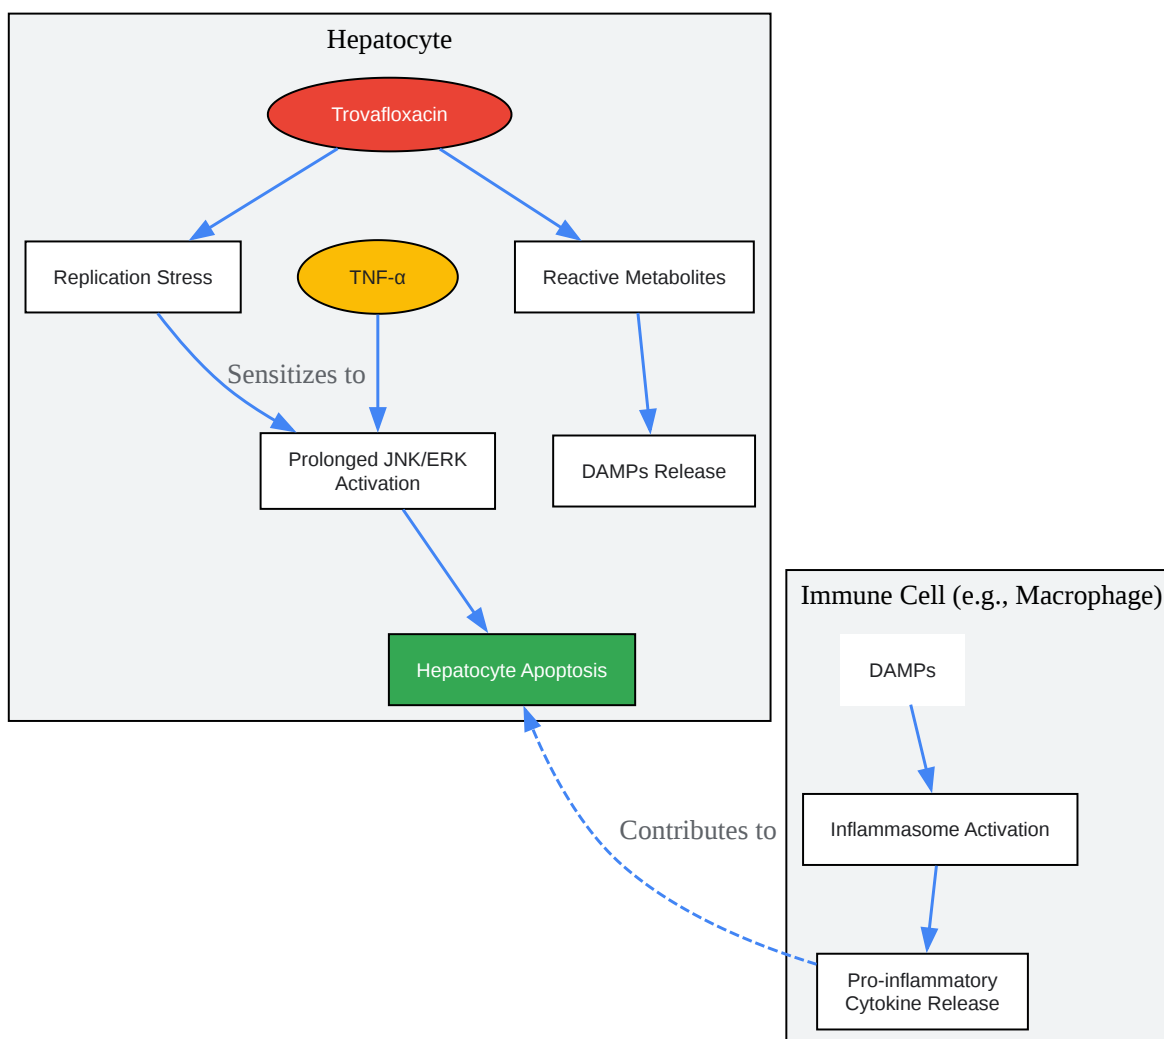 Hepatocyte
Trovafloxacin
Replication Stress
TNF-α
Reactive Metabolites
Sensitizes to
Prolonged JNK/ERK
Activation
DAMPs Release
Hepatocyte Apoptosis
Immune Cell (e.g., Macrophage)
DAMPs
Inflammasome Activation
Contributes to
Pro-inflammatory
Cytokine Release